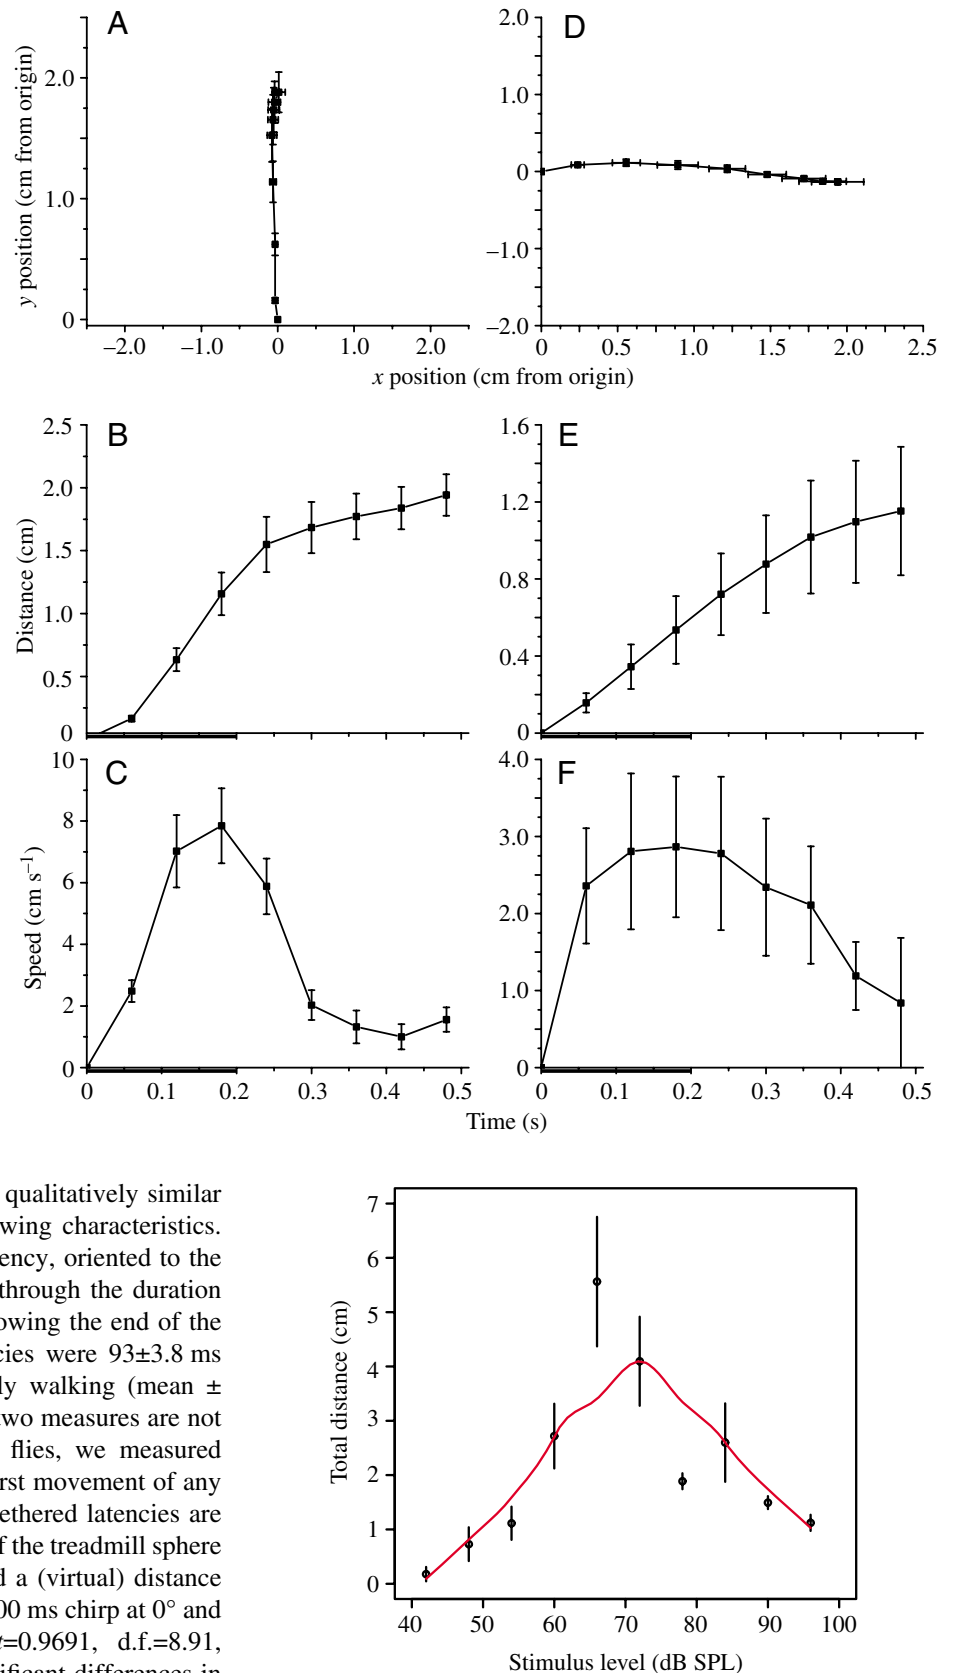 A
D
2.0
1.0
0
y position (cm from origin)
2.0
1.0
0
–1.0
–2.0
–2.0 –1.0 0 1.0 2.0
0 0.5 1.0 1.5 2.0 2.5
x position (cm from origin)
B
E
2.5
2.0
1.5
1.0
0.5
0
Distance (cm)
1.6
1.2
0.8
0.4
0
C
F
10
8
6
4
2
0
Speed (cm s–1)
4.0
3.0
2.0
1.0
0
0 0.1 0.2 0.3 0.4 0.5
0 0.1 0.2 0.3 0.4 0.5
Time (s)
qualitatively similar
wing characteristics.
ency, oriented to the
through the duration
owing the end of the
cies were 93±3.8 ms
ly walking (mean ±
two measures are not
flies, we measured
rst movement of any
ethered latencies are
f the treadmill sphere
d a (virtual) distance
00 ms chirp at 0° and
t=0.9691, d.f.=8.91,
ificant differences in
7
6
5
4
3
2
1
0
Total distance (cm)
40 50 60 70 80 90 100
Stimulus level (dB SPL)